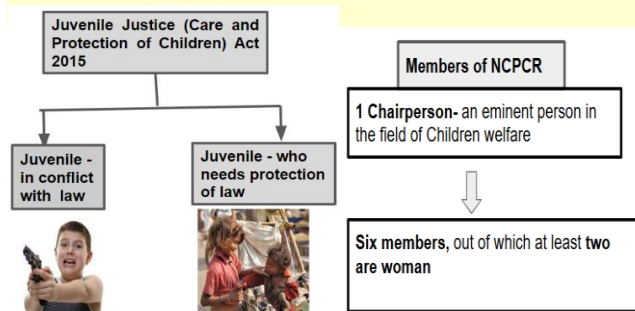 Juvenile Justice (Care and
Protection of Children) Act
2015
Juvenile -
in conflict
with law
Juvenile - who
needs protection
of law
Members of NCPCR
1 Chairperson- an eminent person in
the field of Children welfare
Six members, out of which at least two
are woman